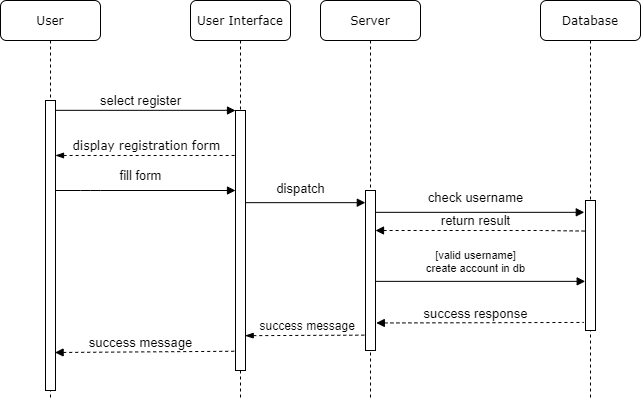 User
User Interface
Server
Database
select register
display registration form
fill form
dispatch
check username
return result
[valid username]
create account in db
success response
success message
success message